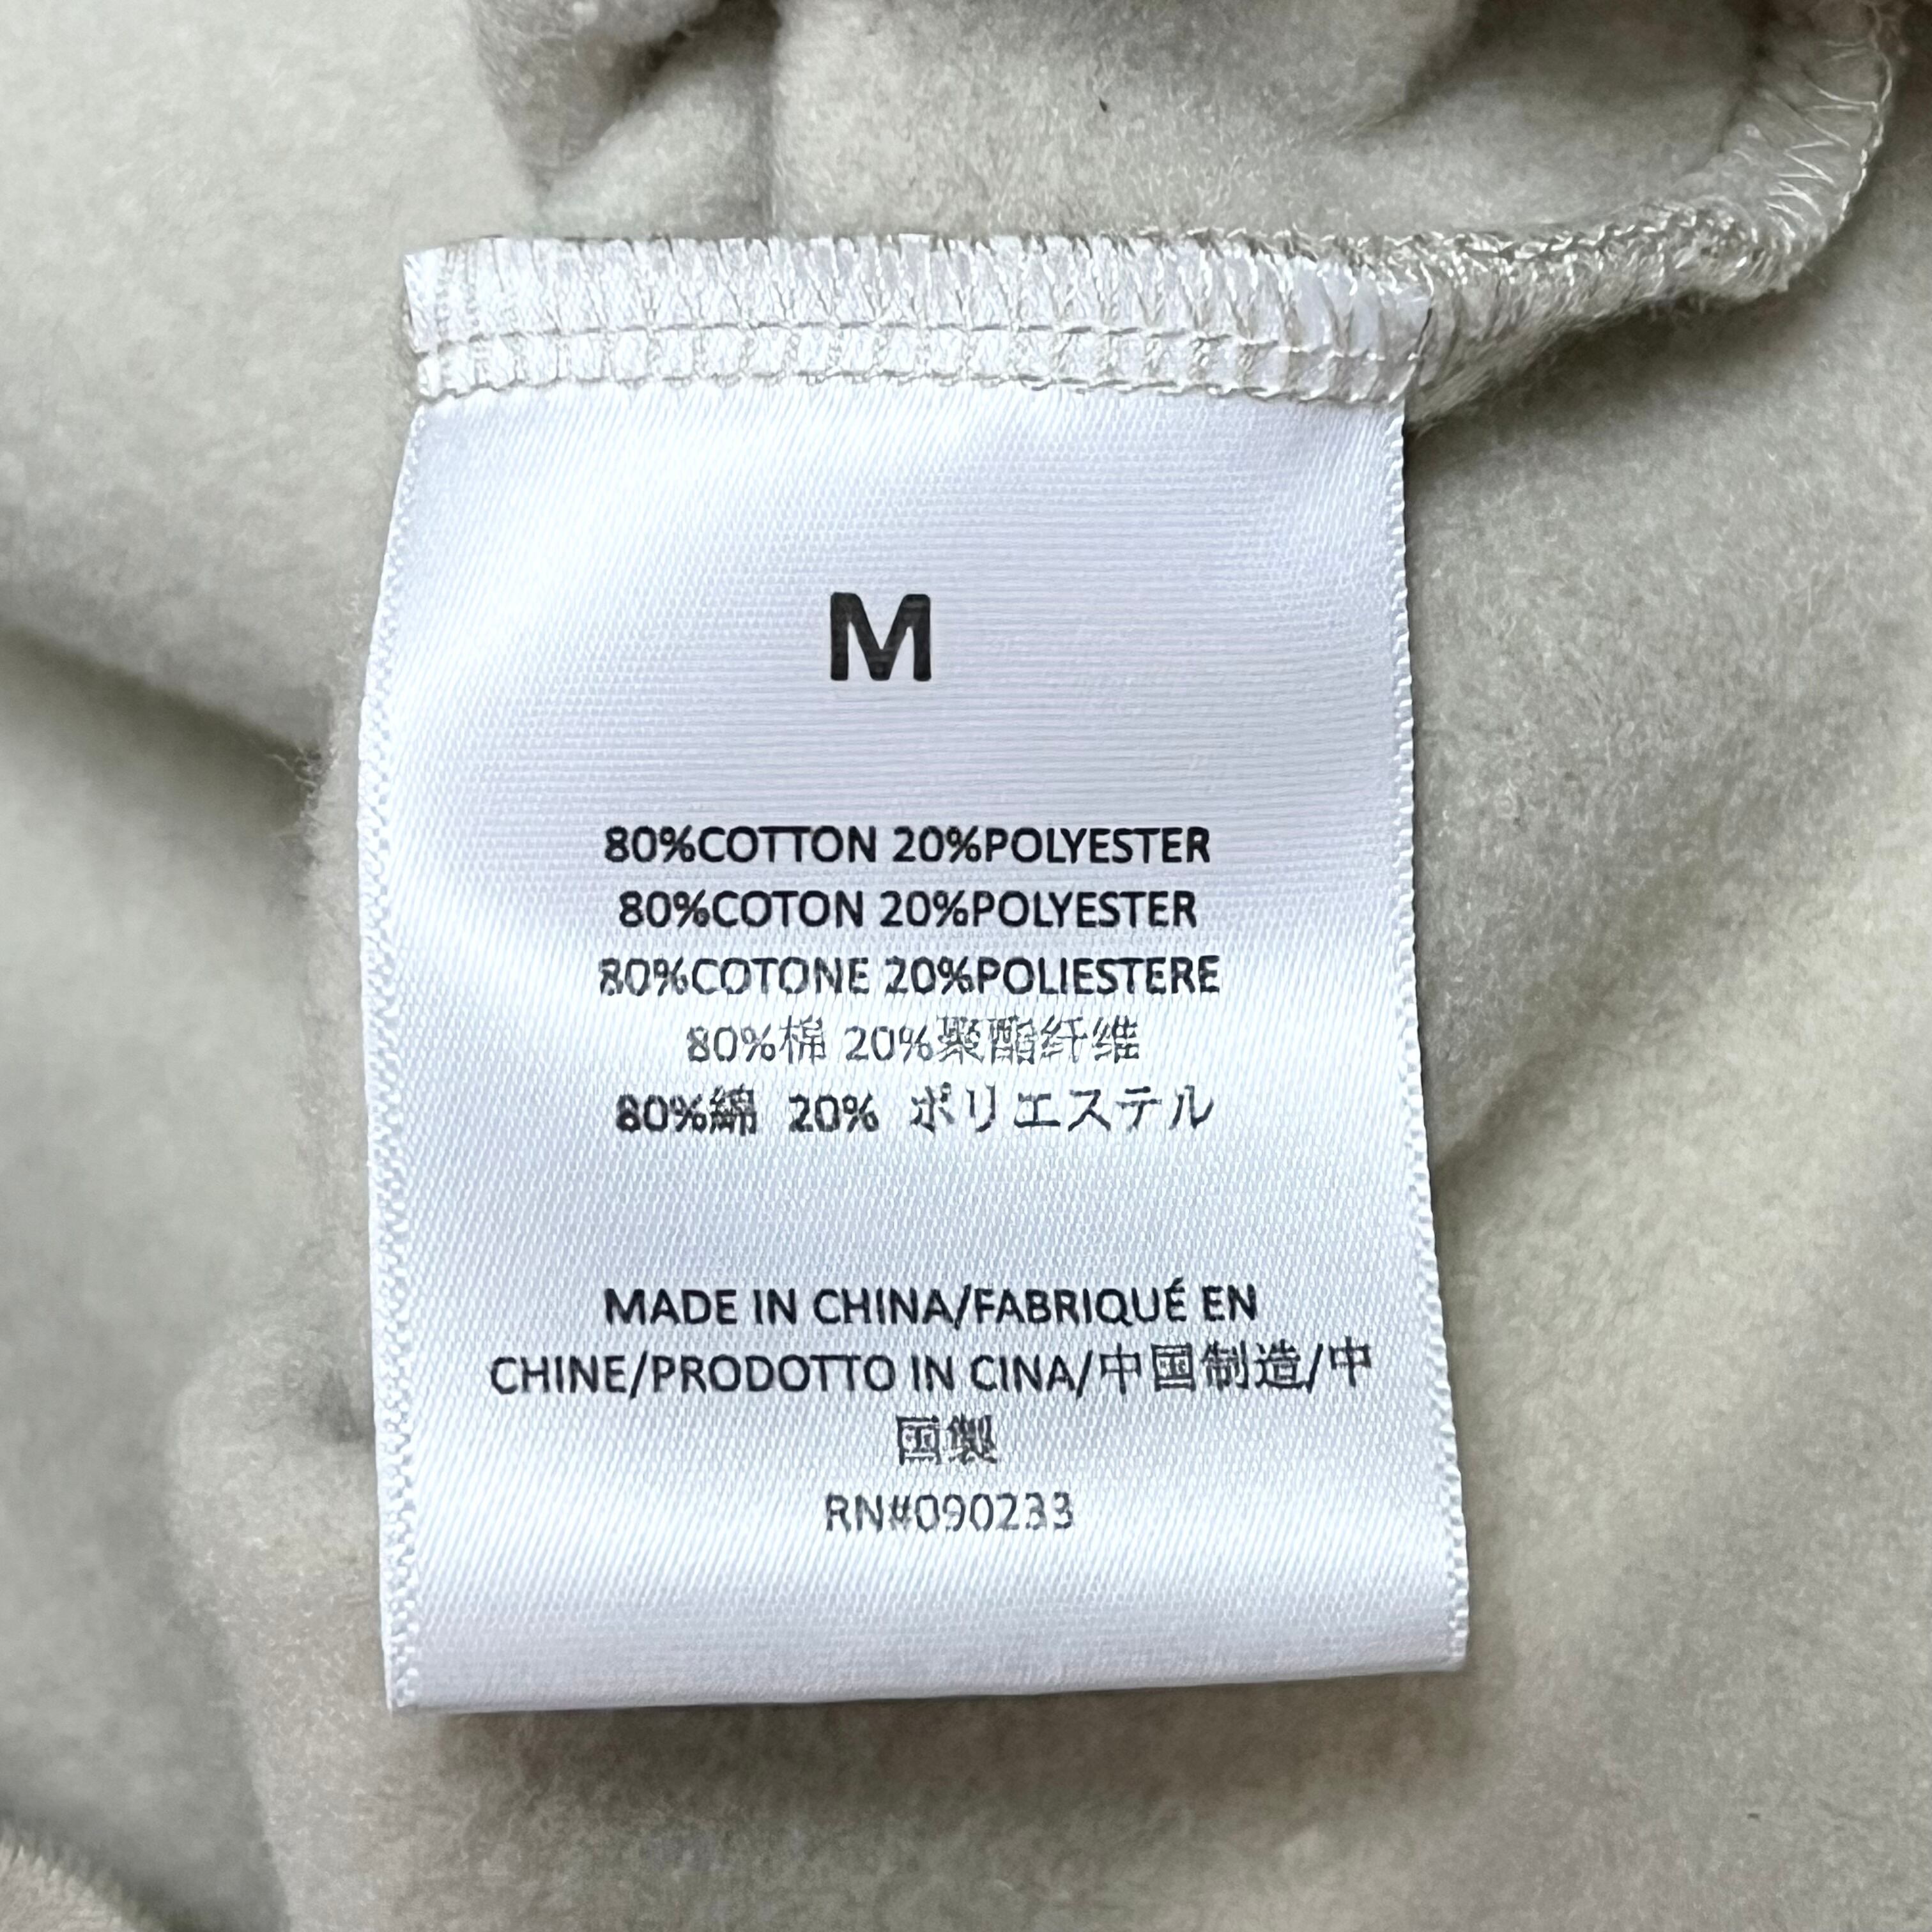 M
80%COTTON 20%POLYESTER
80%COTON 20%POLYESTER
80%COTONE 20%POLIESTERE
80%棉 20%聚酯纤维
80%綿 20% ポリエステル
MADE IN CHINA/FABRIQUÉ EN
CHINE/PRODOTTO IN CINA/中国制造/中
国製
RN#090233